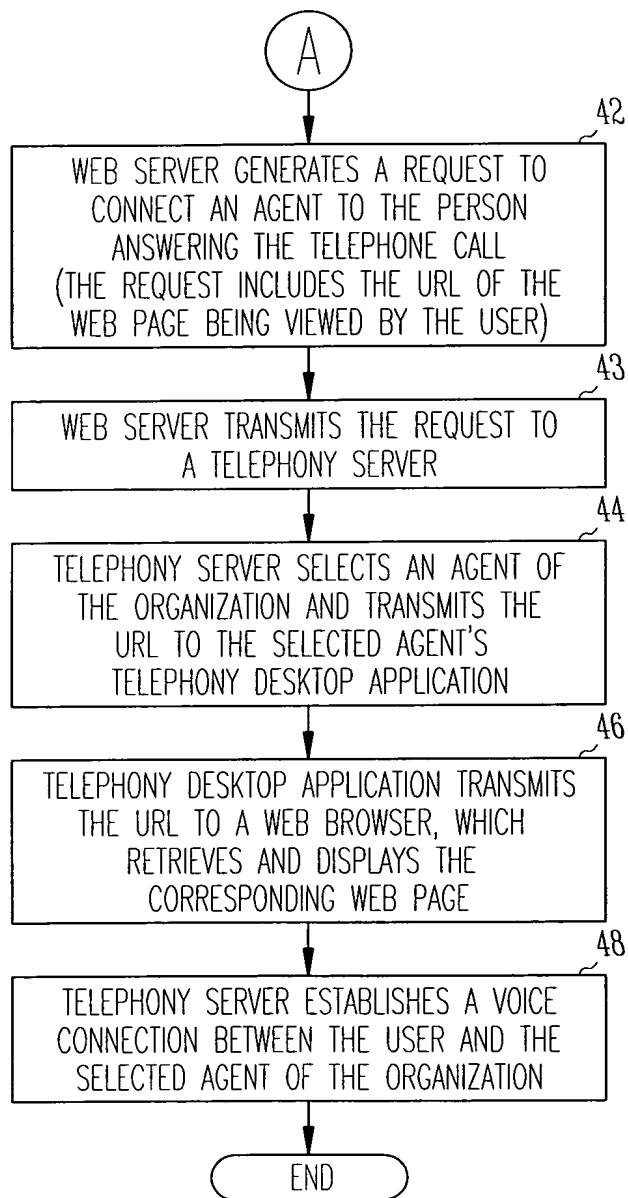 A
42
WEB SERVER GENERATES A REQUEST TO
CONNECT AN AGENT TO THE PERSON
ANSWERING THE TELEPHONE CALL
(THE REQUEST INCLUDES THE URL OF THE
WEB PAGE BEING VIEWED BY THE USER)
43
WEB SERVER TRANSMITS THE REQUEST TO
A TELEPHONY SERVER
44
TELEPHONY SERVER SELECTS AN AGENT OF
THE ORGANIZATION AND TRANSMITS THE
URL TO THE SELECTED AGENT'S
TELEPHONY DESKTOP APPLICATION
46
TELEPHONY DESKTOP APPLICATION TRANSMITS
THE URL TO A WEB BROWSER, WHICH
RETRIEVES AND DISPLAYS THE
CORRESPONDING WEB PAGE
48
TELEPHONY SERVER ESTABLISHES A VOICE
CONNECTION BETWEEN THE USER AND THE
SELECTED AGENT OF THE ORGANIZATION
END